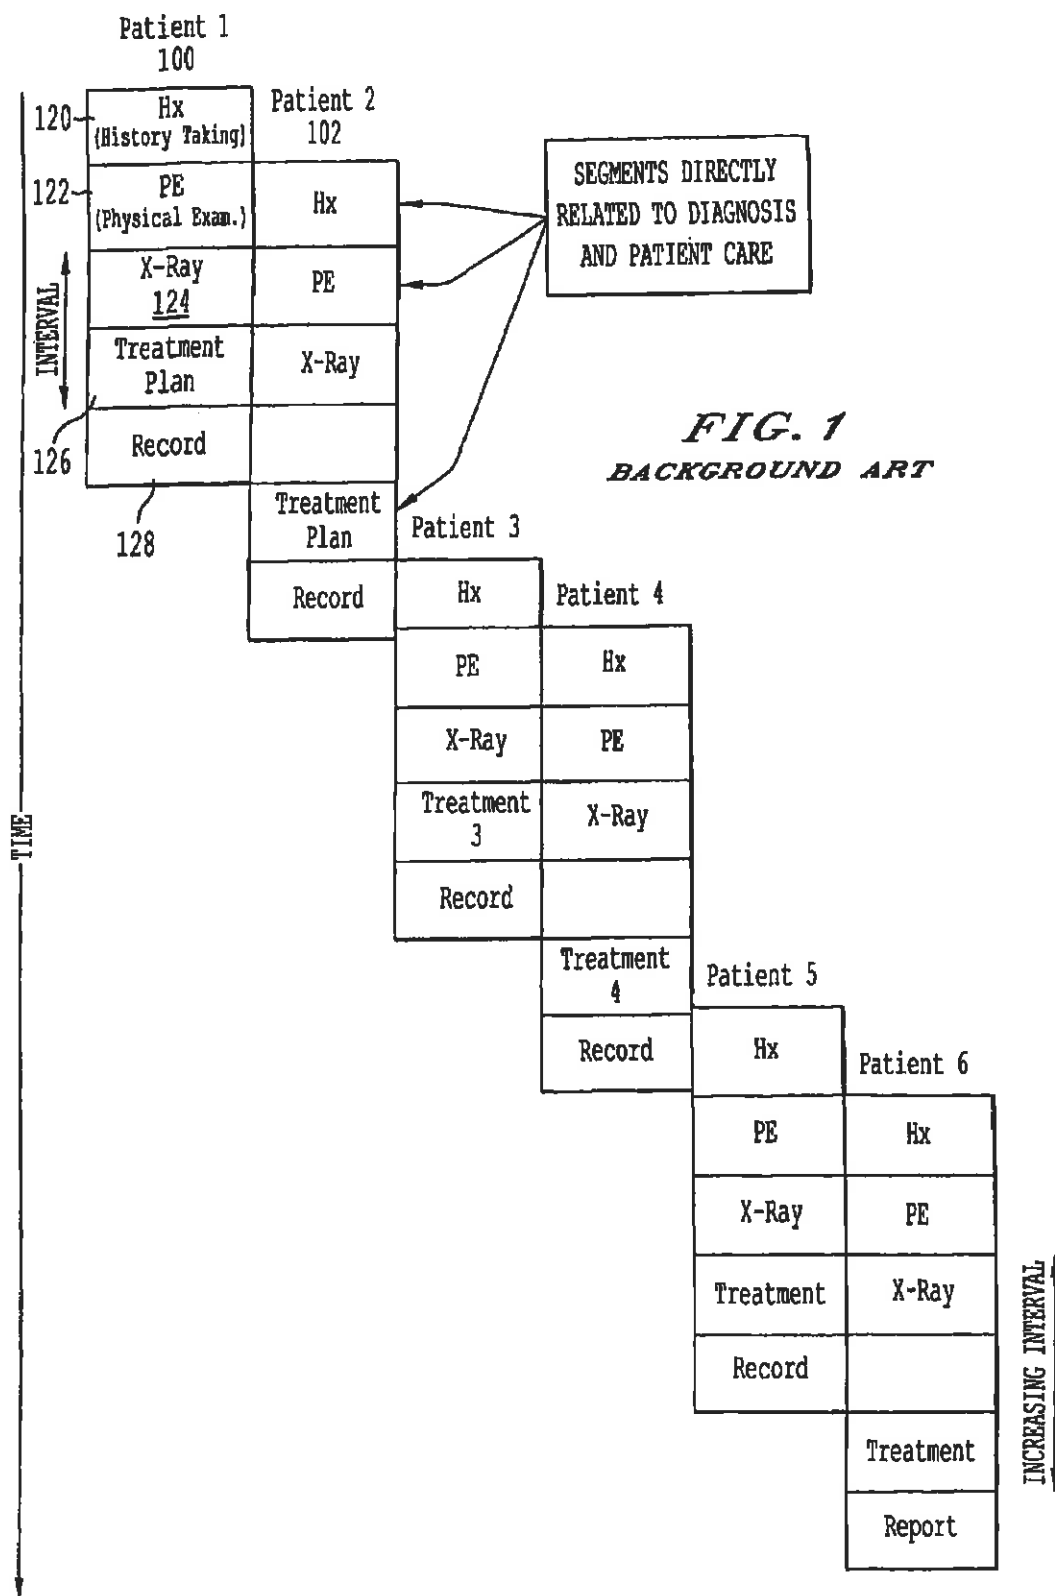 Patient 1
100
120
Hx
(History Taking)
Patient 2
102
122
PE
(Physical Exam.)
Hx
SEGMENTS DIRECTLY
RELATED TO DIAGNOSIS
AND PATIENT CARE
INTERVAL
X-Ray
124
PE
Treatment
Plan
X-Ray
126
Record
128
FIG. 1
BACKGROUND ART
Treatment
Plan
Patient 3
Record
Hx
Patient 4
PE
Hx
X-Ray
PE
Treatment
3
X-Ray
TIME
Record
Treatment
4
Patient 5
Record
Hx
Patient 6
PE
Hx
X-Ray
PE
Treatment
X-Ray
INCREASING INTERVAL
Record
Treatment
Report